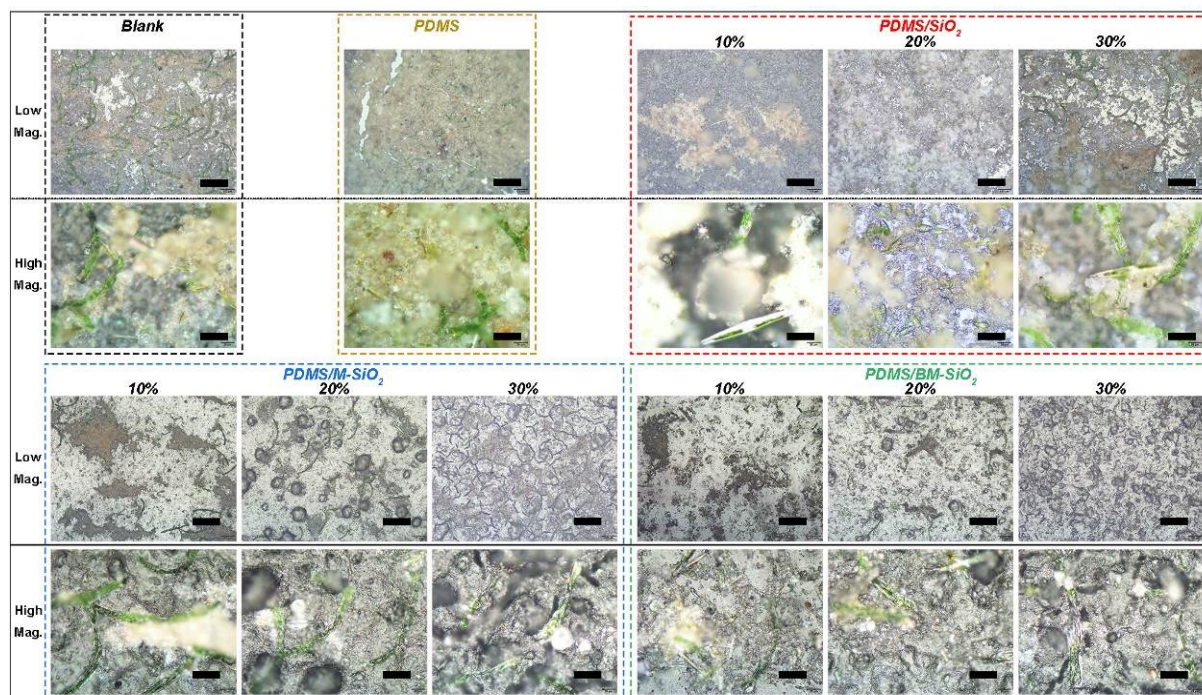 Blank
PDMS
PDMS/SiO₂
10% 20% 30%
Low
Mag.
High
Mag.
PDMS/M-SiO₂
10% 20% 30%
PDMS/BM-SiO₂
10% 20% 30%
Low
Mag.
High
Mag.